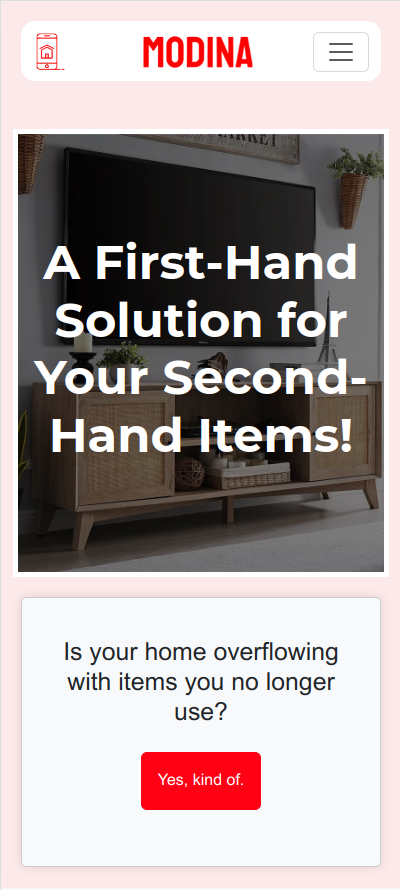 MODINA
MARKET
A First-Hand
Solution for
Your Second-
Hand Items!
Is your home overflowing
with items you no longer
use?
Yes, kind of.